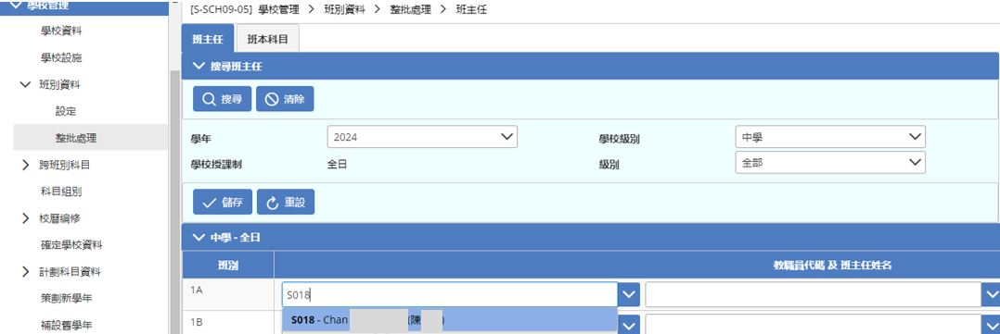 學校管理
[S-SCH09-05] 學校管理 > 班別資料 > 整批處理 > 班主任
學校資料
班主任 班本科目
學校設施
搜尋班主任
班別資料
搜尋 清除
設定
學年 2024 學校級別 中學
整批處理
學校授課制 全日 級別 全部
跨班別科目
科目組別
儲存 重設
校曆編修
中學 - 全日
確定學校資料
班別 教職員代碼 及 班主任姓名
計劃科目資料
1A S018
策劃新學年
S018 - Chan (陳 )
1B
補設舊學年